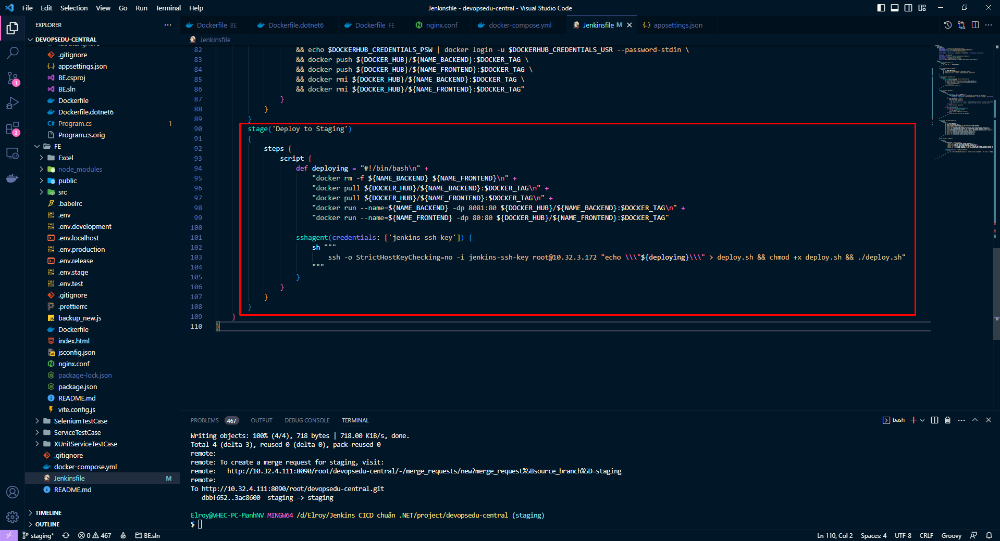 File Edit Selection View Go Run Terminal Help
Jenkinsfile - devopsedu-central - Visual Studio Code
EXPLORER
DEVOPSEDU-CENTRAL
.gitignore
appsettings.json
BE.csproj
BE.sln
Dockerfile
Dockerfile.dotnet6
Program.cs 1
Program.cs.orig
FE
Excel
node_modules
public
src
.babelrc
.env
.env.development
.env.localhost
.env.production
.env.release
.env.stage
.env.test
.gitignore
.prettierrc
backup_new.js
Dockerfile
index.html
jsconfig.json
nginx.conf
package-lock.json
package.json
README.md
vite.config.js
SeleniumTestCase
ServiceTestCase
XUnitServiceTestCase
.gitignore
docker-compose.yml
Jenkinsfile M
README.md
TIMELINE
OUTLINE
1
2
Dockerfile BE Dockerfile.dotnet6 Dockerfile FE nginx.conf docker-compose.yml Jenkinsfile M appsettings.json
Jenkinsfile
82 && echo $DOCKERHUB_CREDENTIALS_PSW | docker login -u $DOCKERHUB_CREDENTIALS_USR --password-stdin \
83 && docker push ${DOCKER_HUB}/${NAME_BACKEND}:$DOCKER_TAG \
84 && docker push ${DOCKER_HUB}/${NAME_FRONTEND}:$DOCKER_TAG \
85 && docker rmi ${DOCKER_HUB}/${NAME_BACKEND}:$DOCKER_TAG \
86 && docker rmi ${DOCKER_HUB}/${NAME_FRONTEND}:$DOCKER_TAG"
87 }
88 }
89 }
90 stage('Deploy to Staging')
91 {
92 steps {
93 script {
94 def deploying = "#!/bin/bash\n" +
95 "docker rm -f ${NAME_BACKEND} ${NAME_FRONTEND}\n" +
96 "docker pull ${DOCKER_HUB}/${NAME_BACKEND}:$DOCKER_TAG\n" +
97 "docker pull ${DOCKER_HUB}/${NAME_FRONTEND}:$DOCKER_TAG\n" +
98 "docker run --name=${NAME_BACKEND} -dp 8081:80 ${DOCKER_HUB}/${NAME_BACKEND}:$DOCKER_TAG\n" +
99 "docker run --name=${NAME_FRONTEND} -dp 80:80 ${DOCKER_HUB}/${NAME_FRONTEND}:$DOCKER_TAG"
100
101 sshagent(credentials: ['jenkins-ssh-key']) {
102 sh """
103 ssh -o StrictHostKeyChecking=no -i jenkins-ssh-key root@10.32.3.172 "echo \\\"${deploying}\\\" > deploy.sh && chmod +x deploy.sh && ./deploy.sh"
104 """
105 }
106 }
107 }
108 }
109 }
110 }
PROBLEMS 467 OUTPUT DEBUG CONSOLE TERMINAL bash
Writing objects: 100% (4/4), 718 bytes | 718.00 KiB/s, done.
Total 4 (delta 3), reused 0 (delta 0), pack-reused 0
remote:
remote: To create a merge request for staging, visit:
remote: http://10.32.4.111:8090/root/devopsedu-central/-/merge_requests/new?merge_request%5Bsource_branch%5D=staging
remote:
To http://10.32.4.111:8090/root/devopsedu-central.git
dbbf652..3ac8600 staging -> staging
Elroy@VHEC-PC-ManhNV MINGW64 /d/Elroy/Jenkins CICD chuẩn .NET/project/devopsedu-central (staging)
$
staging* 0 467 BE.sln
Ln 110, Col 2 Spaces: 4 UTF-8 CRLF Groovy